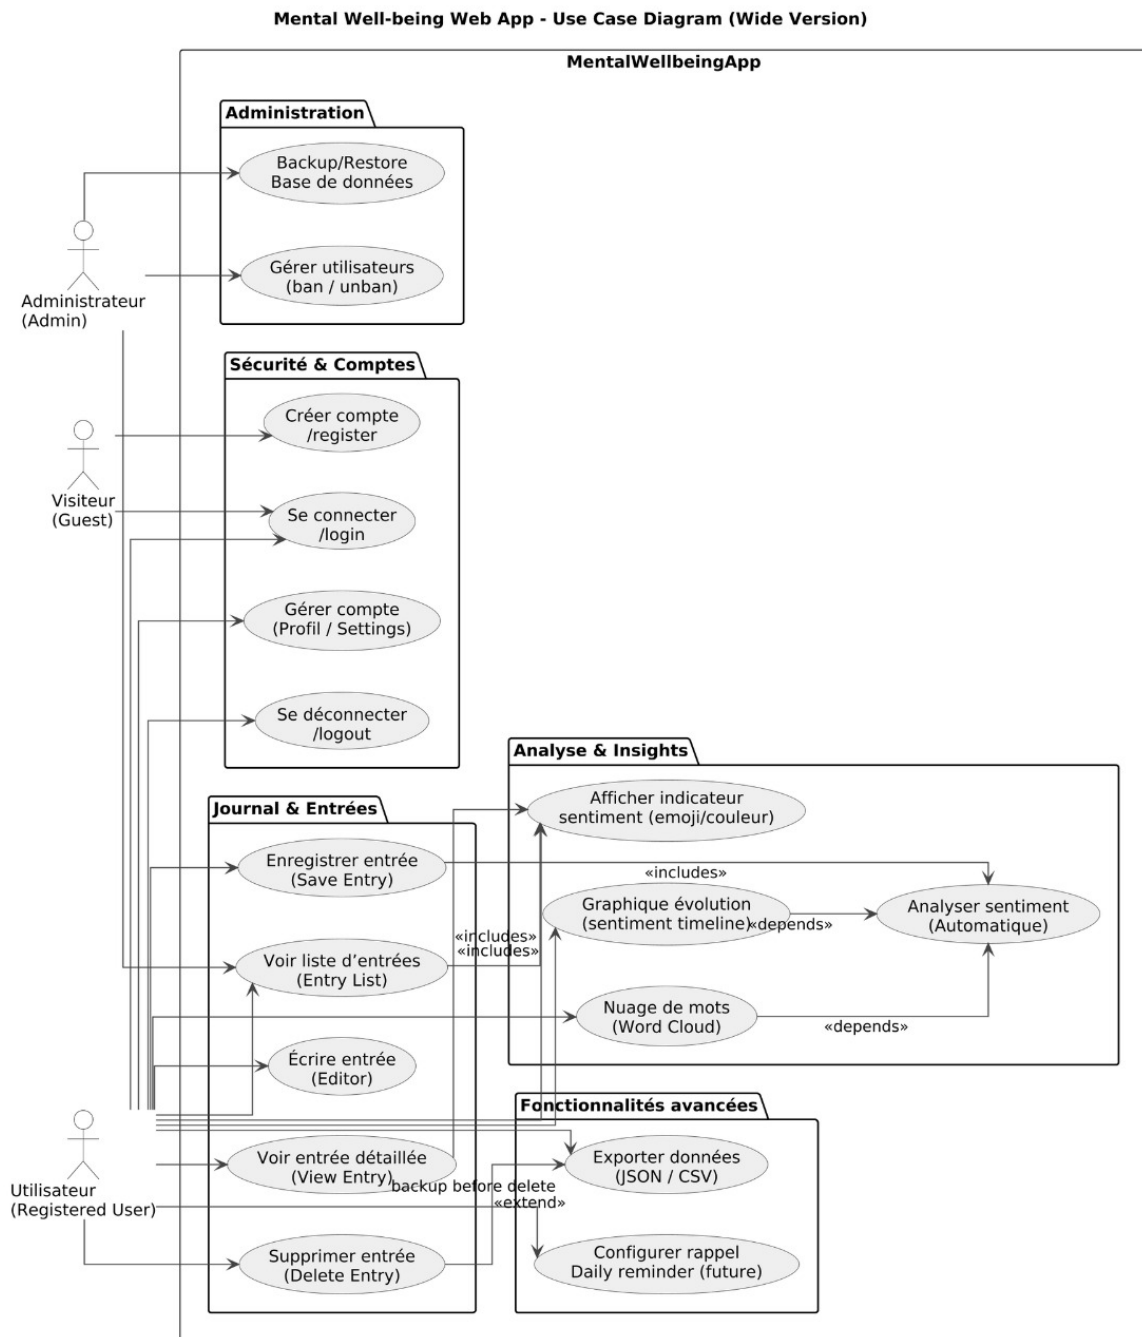 Mental Well-being Web App - Use Case Diagram (Wide Version)
MentalWellbeingApp
Administration
Backup/Restore
Base de données
Gérer utilisateurs
(ban / unban)
Administrateur
(Admin)
Sécurité & Comptes
Créer compte
/register
Visiteur
(Guest)
Se connecter
/login
Gérer compte
(Profil / Settings)
Se déconnecter
/logout
Analyse & Insights
Afficher indicateur
sentiment (emoji/couleur)
Journal & Entrées
Enregistrer entrée
(Save Entry)
«includes»
Graphique évolution
(sentiment timeline)
«depends»
Analyser sentiment
(Automatique)
«includes»
«includes»
Voir liste d’entrées
(Entry List)
Nuage de mots
(Word Cloud)
«depends»
Écrire entrée
(Editor)
Fonctionnalités avancées
Utilisateur
(Registered User)
Voir entrée détaillée
(View Entry)
Exporter données
(JSON / CSV)
backup before delete
«extend»
Supprimer entrée
(Delete Entry)
Configurer rappel
Daily reminder (future)